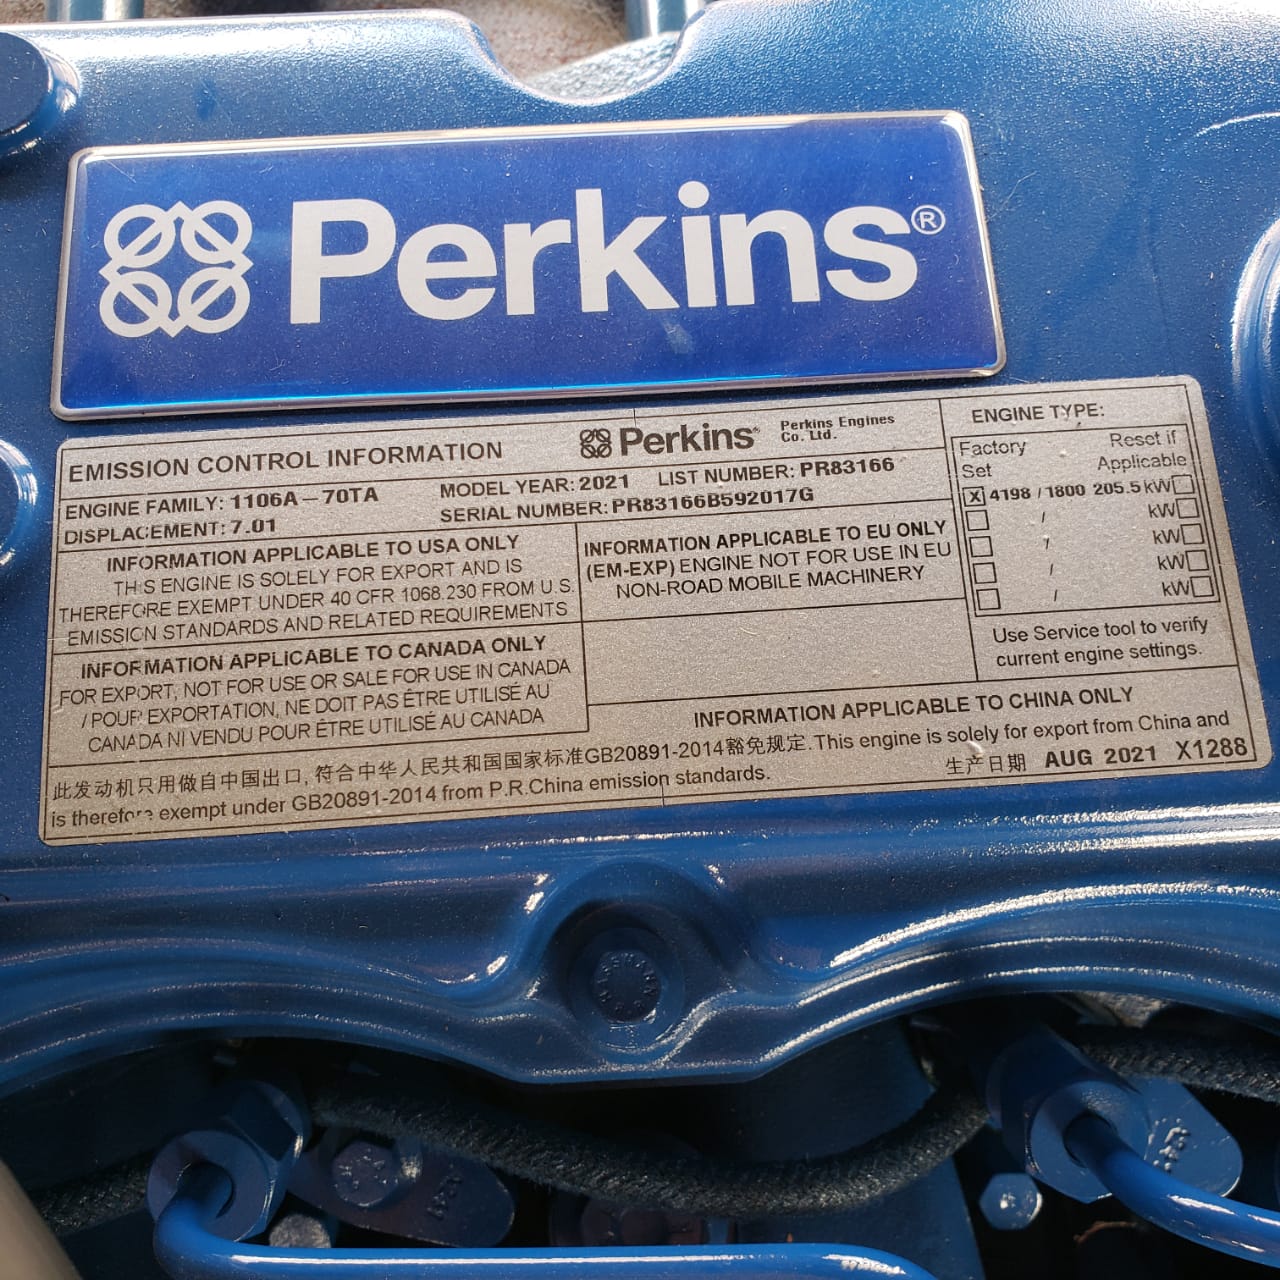 Perkins®
EMISSION CONTROL INFORMATION
Perkins®
Perkins Engines
Co. Ltd.
ENGINE FAMILY: 1106A-70TA
MODEL YEAR: 2021
LIST NUMBER: PR83166
DISPLACEMENT: 7.01
SERIAL NUMBER: PR83166B592017G
INFORMATION APPLICABLE TO USA ONLY
THIS ENGINE IS SOLELY FOR EXPORT AND IS
THEREFORE EXEMPT UNDER 40 CFR 1068.230 FROM U.S.
EMISSION STANDARDS AND RELATED REQUIREMENTS
INFORMATION APPLICABLE TO CANADA ONLY
FOR EXPORT, NOT FOR USE OR SALE FOR USE IN CANADA
/ POUR EXPORTATION, NE DOIT PAS ÊTRE UTILISÉ AU
CANADA NI VENDU POUR ÊTRE UTILISÉ AU CANADA
INFORMATION APPLICABLE TO EU ONLY
(EM-EXP) ENGINE NOT FOR USE IN EU
NON-ROAD MOBILE MACHINERY
ENGINE TYPE:
Factory Set
Reset if Applicable
X 4198 / 1800 205.5 kW
/ kW
/ kW
/ kW
/ kW
Use Service tool to verify
current engine settings.
INFORMATION APPLICABLE TO CHINA ONLY
此发动机只用做自中国出口, 符合中华人民共和国国家标准GB20891-2014豁免规定. This engine is solely for export from China and
is therefore exempt under GB20891-2014 from P.R.China emission standards.
生产日期 AUG 2021 X1288